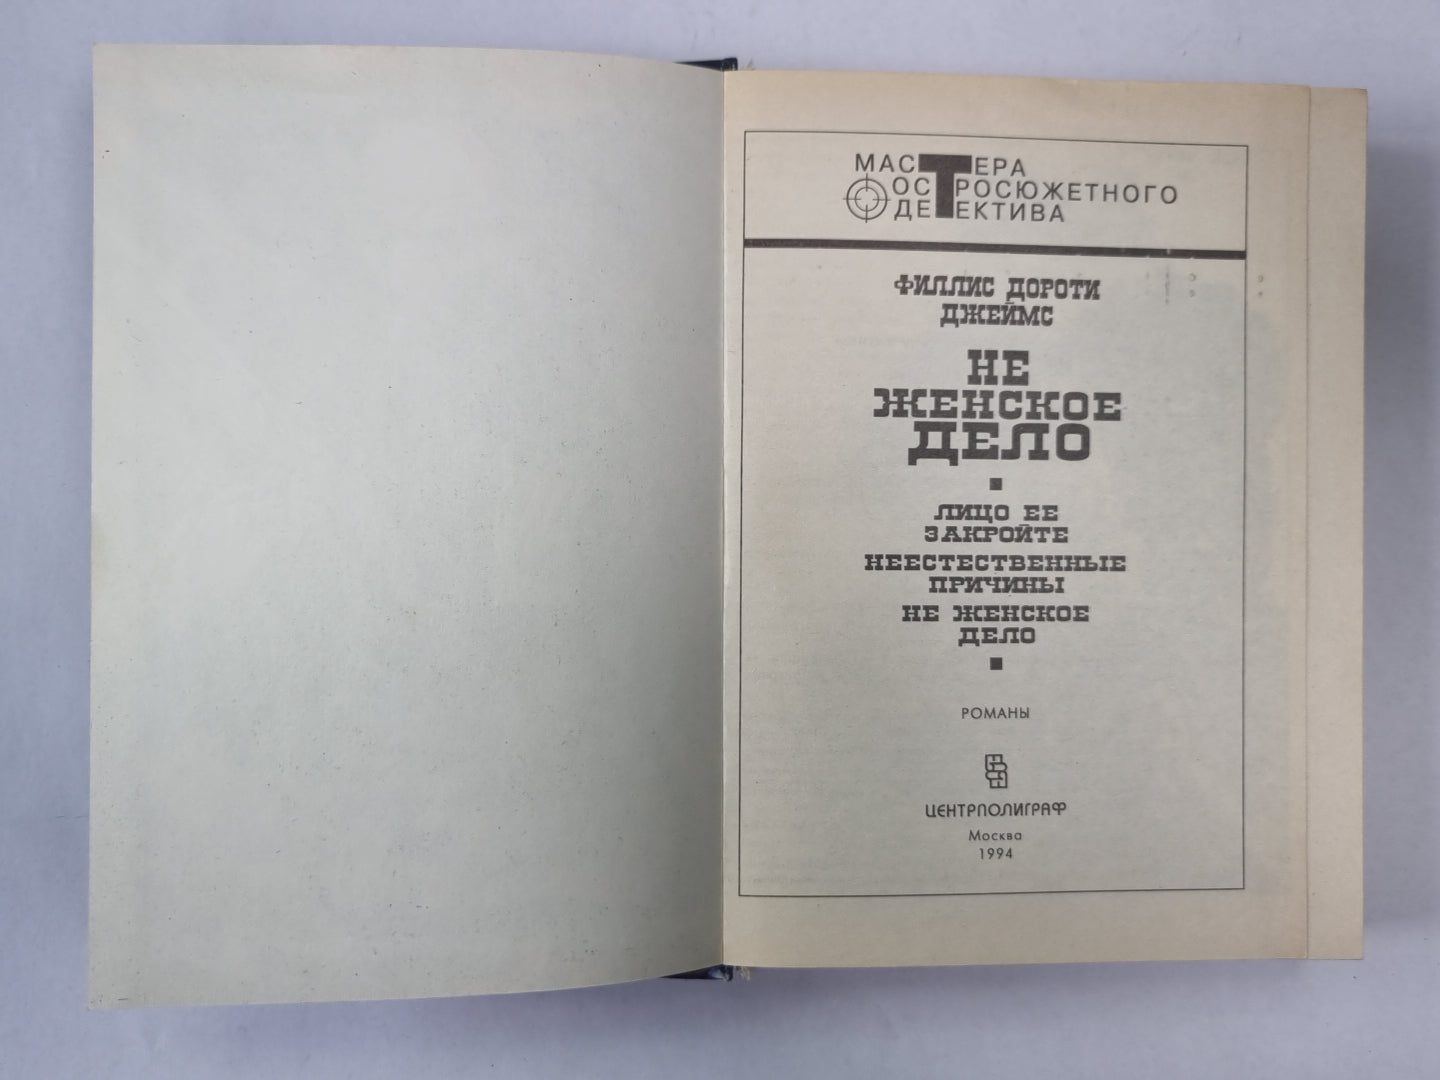 МАСТЕРА
ОСТРОСЮЖЕТНОГО
ДЕТЕКТИВА
ФИЛЛИС ДОРОТИ
ДЖЕЙМС
НЕ
ЖЕНСКОЕ
ДЕЛО
ЛИЦО ЕЕ
ЗАКРОЙТЕ
НЕЕСТЕСТВЕННЫЕ
ПРИЧИНЫ
НЕ ЖЕНСКОЕ
ДЕЛО
РОМАНЫ
ЦЕНТРПОЛИГРАФ
Москва
1994